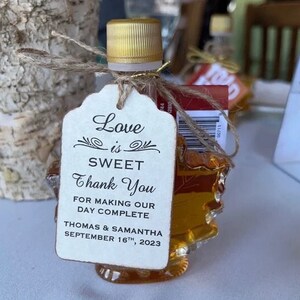 Love
is
SWEET
Thank You
FOR MAKING OUR
DAY COMPLETE
THOMAS & SAMANTHA
SEPTEMBER 16TH, 2023